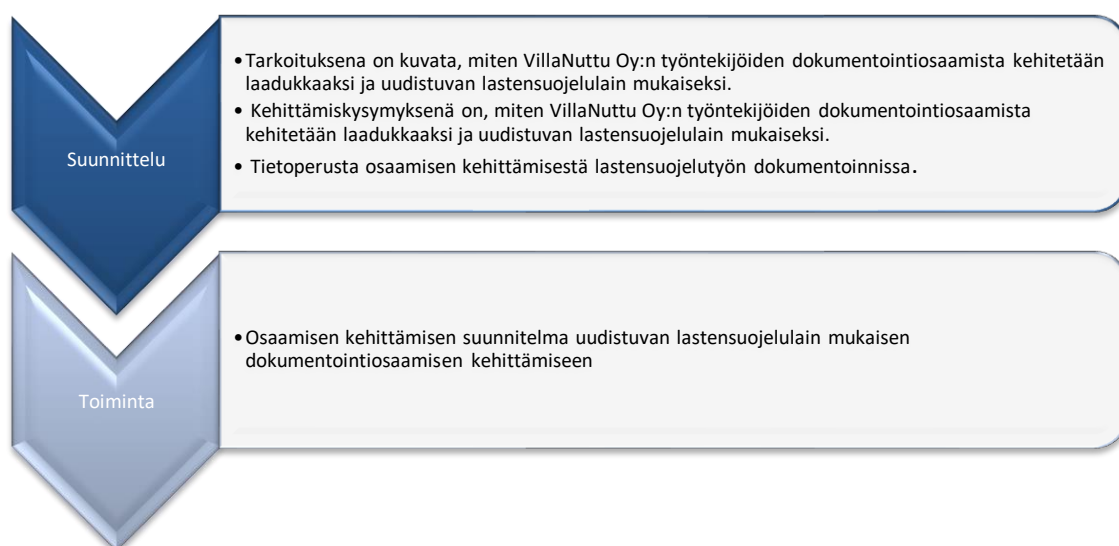 Suunnittelu
•Tarkoituksena on kuvata, miten VillaNuttu Oy:n työntekijöiden dokumentointiosaamista kehitetään
laadukkaaksi ja uudistuvan lastensuojelulain mukaiseksi.
• Kehittämiskysymyksenä on, miten VillaNuttu Oy:n työntekijöiden dokumentointiosaamista
kehitetään laadukkaaksi ja uudistuvan lastensuojelulain mukaiseksi.
• Tietoperusta osaamisen kehittämisestä lastensuojelutyön dokumentoinnissa.
Toiminta
•Osaamisen kehittämisen suunnitelma uudistuvan lastensuojelulain mukaisen
dokumentointiosaamisen kehittämiseen